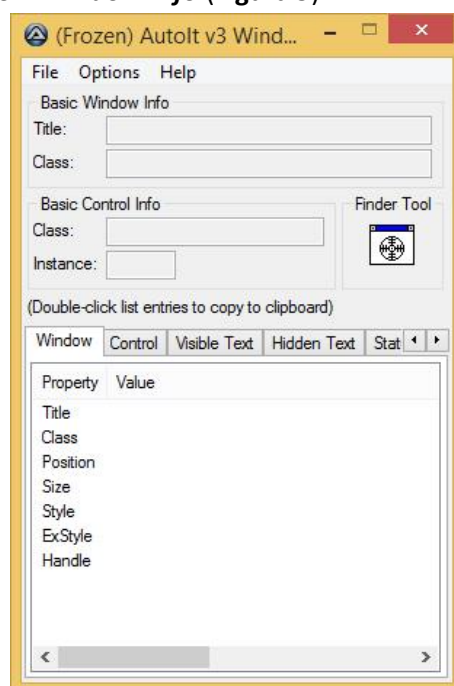 (Frozen) AutoIt v3 Wind...
File Options Help
Basic Window Info
Title:
Class:
Basic Control Info
Finder Tool
Class:
Instance:
(Double-click list entries to copy to clipboard)
Window Control Visible Text Hidden Text Stat
Property Value
Title
Class
Position
Size
Style
ExStyle
Handle